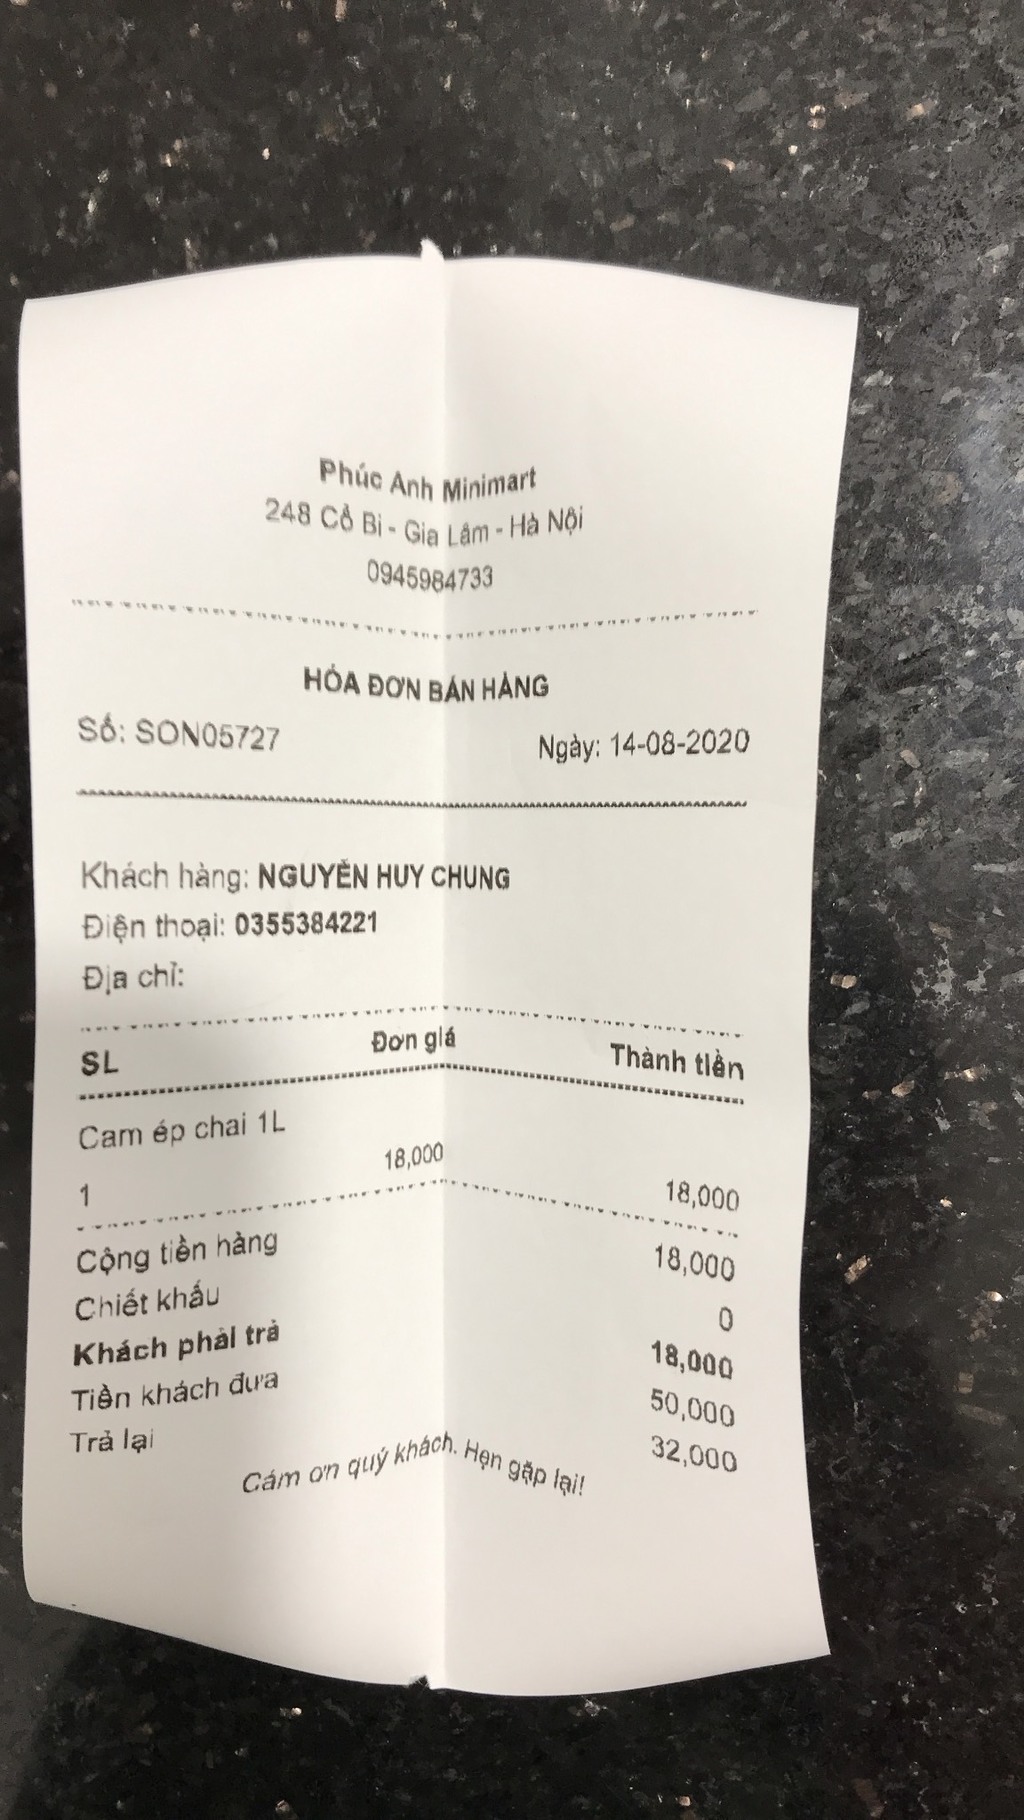 Phúc Anh Minimart
248 Cổ Bi - Gia Lâm - Hà Nội
0945984733
HÓA ĐƠN BÁN HÀNG
Số: SON05727 Ngày: 14-08-2020
Khách hàng: NGUYỄN HUY CHUNG
Điện thoại: 0355384221
Địa chỉ:
SL Đơn giá Thành tiền
Cam ép chai 1L
1 18,000 18,000
Cộng tiền hàng 18,000
Chiết khấu 0
Khách phải trả 18,000
Tiền khách đưa 50,000
Trả lại 32,000
Cám ơn quý khách. Hẹn gặp lại!